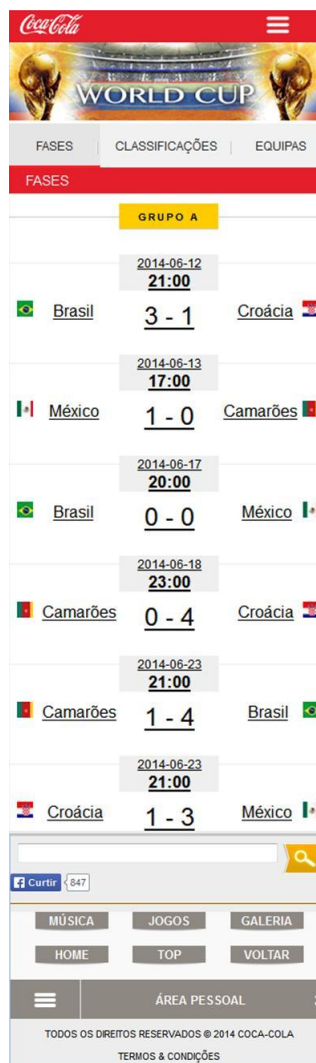 Coca-Cola
WORLD CUP
FASES | CLASSIFICAÇÕES | EQUIPAS
FASES
GRUPO A
2014-06-12
21:00
Brasil 3 - 1 Croácia
2014-06-13
17:00
México 1 - 0 Camarões
2014-06-17
20:00
Brasil 0 - 0 México
2014-06-18
23:00
Camarões 0 - 4 Croácia
2014-06-23
21:00
Camarões 1 - 4 Brasil
2014-06-23
21:00
Croácia 1 - 3 México
Curtir 847
MÚSICA JOGOS GALERIA
HOME TOP VOLTAR
ÁREA PESSOAL
TODOS OS DIREITOS RESERVADOS @ 2014 COCA-COLA
TERMOS & CONDIÇÕES